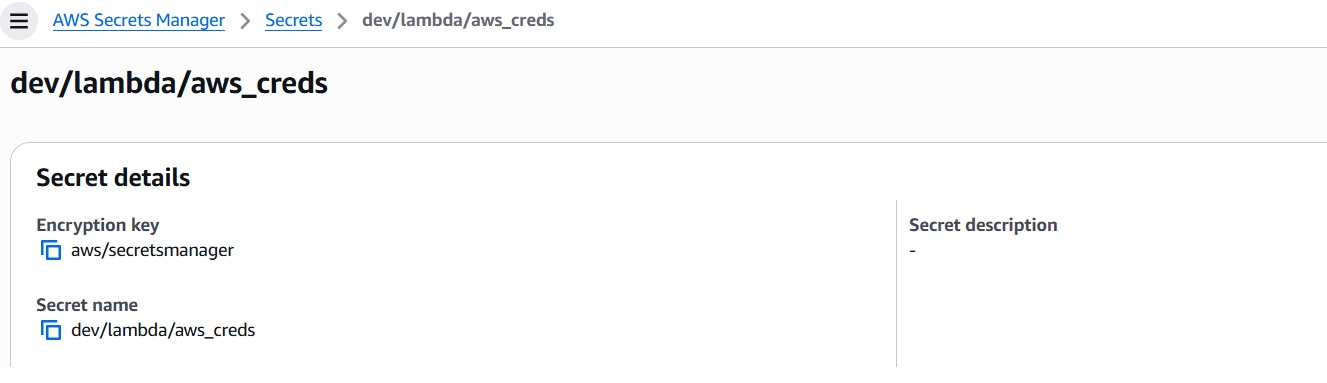 AWS Secrets Manager > Secrets > dev/lambda/aws_creds
dev/lambda/aws_creds
Secret details
Encryption key
aws/secretsmanager
Secret name
dev/lambda/aws_creds
Secret description
-